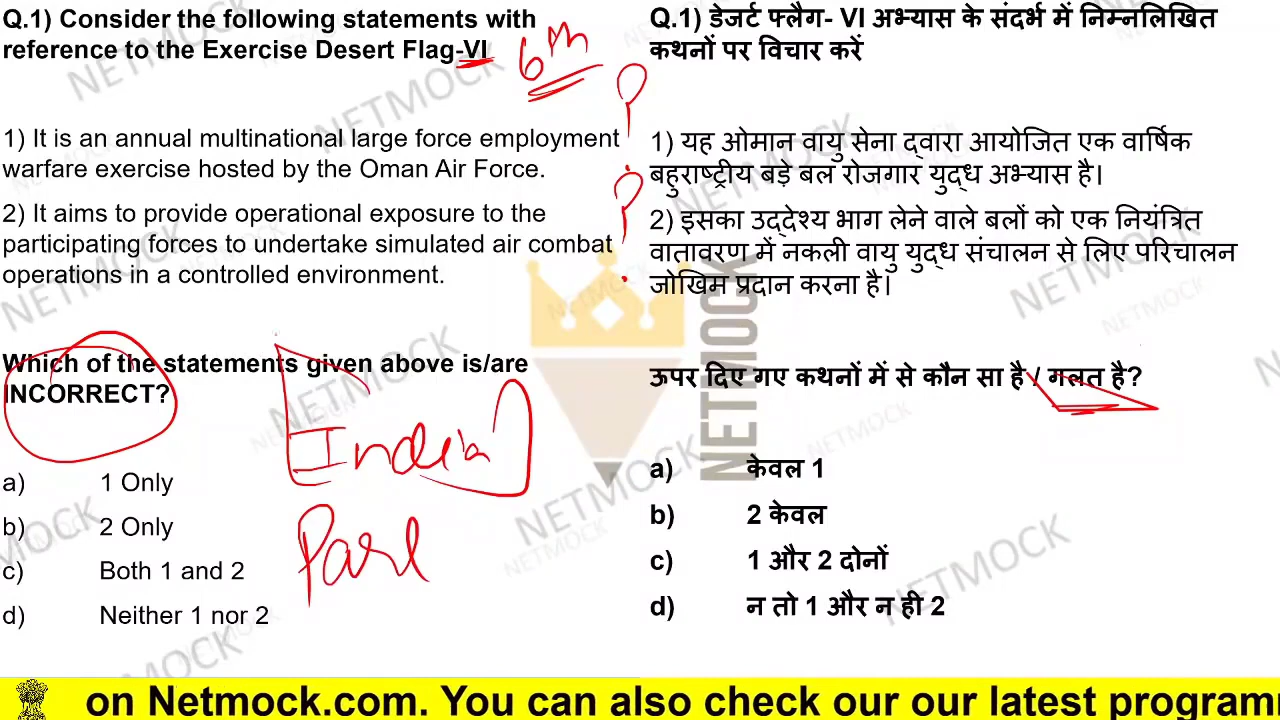 Q.1) Consider the following statements with
reference to the Exercise Desert Flag-VI
6th
1) It is an annual multinational large force employment
warfare exercise hosted by the Oman Air Force.
2) It aims to provide operational exposure to the
participating forces to undertake simulated air combat
operations in a controlled environment.
Which of the statements given above is/are
INCORRECT?
India
a) 1 Only
b) 2 Only
c) Both 1 and 2
d) Neither 1 nor 2
Q.1) डेजर्ट फ्लैग- VI अभ्यास के संदर्भ में निम्नलिखित
कथनों पर विचार करें
1) यह ओमान वायु सेना द्वारा आयोजित एक वार्षिक
बहुराष्ट्रीय बड़े बल रोजगार युद्ध अभ्यास है।
2) इसका उद्देश्य भाग लेने वाले बलों को एक नियंत्रित
वातावरण में नकली वायु युद्ध संचालन से लिए परिचालन
जोखिम प्रदान करना है।
ऊपर दिए गए कथनों में से कौन सा है / गलत है?
a) केवल 1
b) 2 केवल
c) 1 और 2 दोनों
d) न तो 1 और न ही 2
NETMOCK
on Netmock.com. You can also check our our latest program